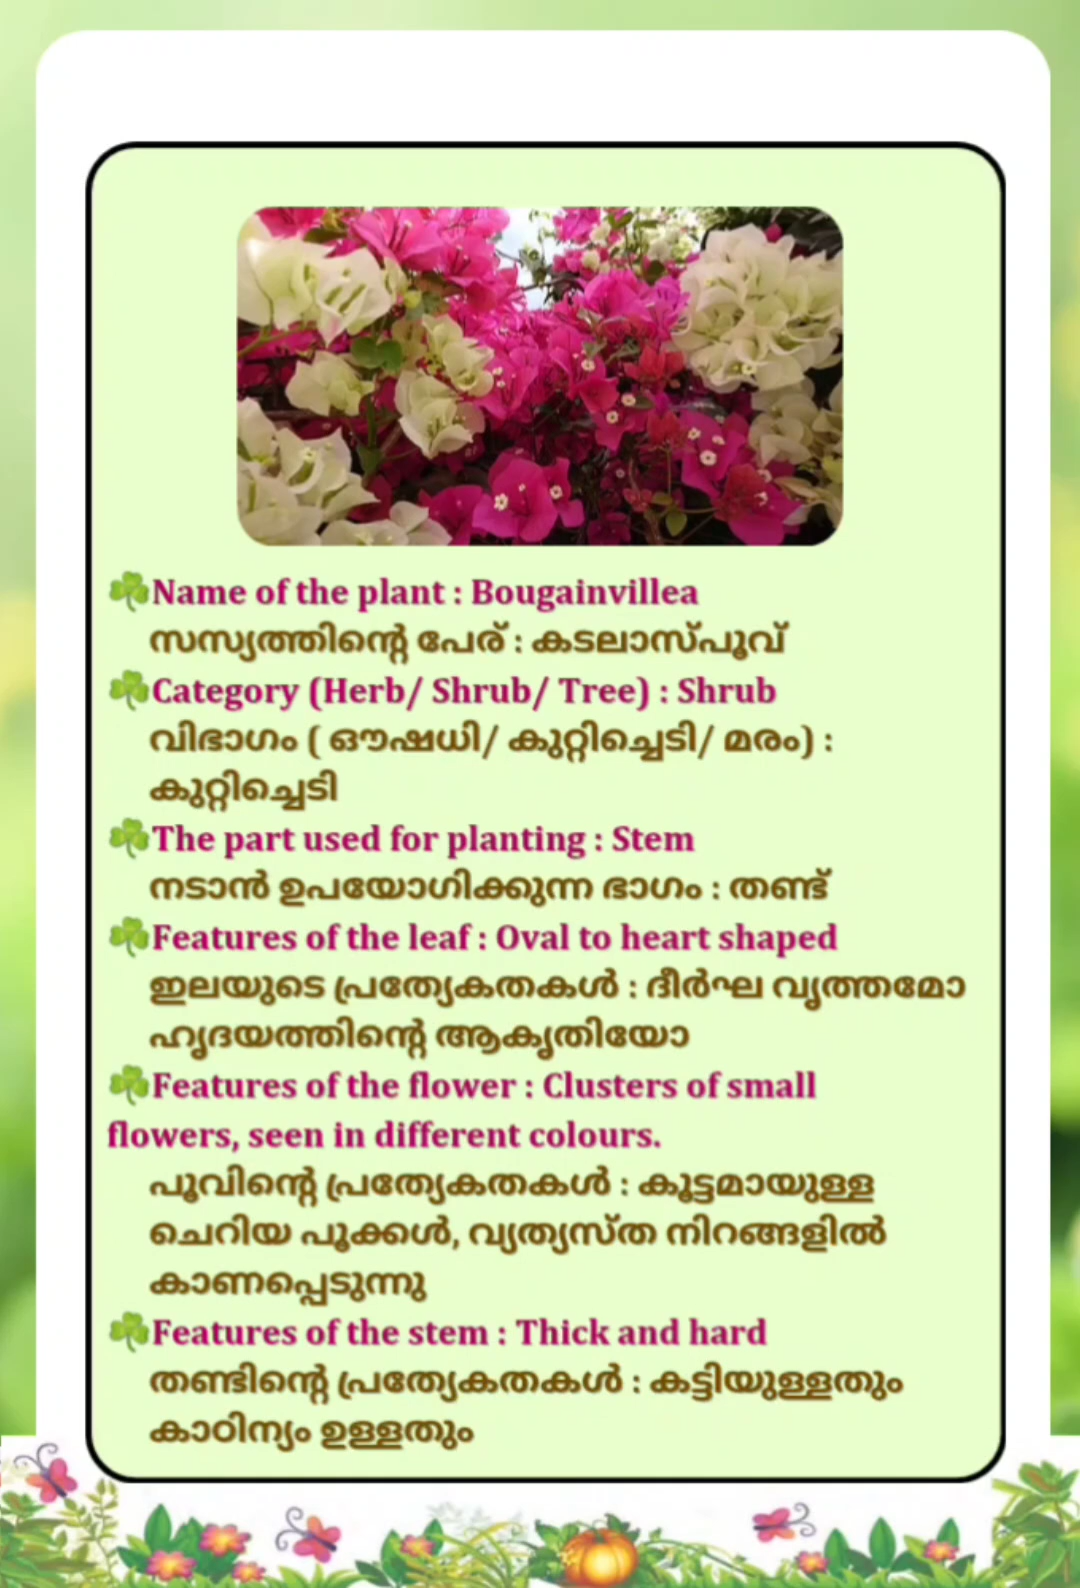 ☘️Name of the plant : Bougainvillea
സസ്യത്തിന്റെ പേര് : കടലാസ്പൂവ്
☘️Category (Herb/ Shrub/ Tree) : Shrub
വിഭാഗം ( ഔഷധി/ കുറ്റിച്ചെടി/ മരം) :
കുറ്റിച്ചെടി
☘️The part used for planting : Stem
നടാൻ ഉപയോഗിക്കുന്ന ഭാഗം : തണ്ട്
☘️Features of the leaf : Oval to heart shaped
ഇലയുടെ പ്രത്യേകതകൾ : ദീർഘ വൃത്തമോ
ഹൃദയത്തിന്റെ ആകൃതിയോ
☘️Features of the flower : Clusters of small
flowers, seen in different colours.
പൂവിന്റെ പ്രത്യേകതകൾ : കൂട്ടമായുള്ള
ചെറിയ പൂക്കൾ, വ്യത്യസ്ത നിറങ്ങളിൽ
കാണപ്പെടുന്നു
☘️Features of the stem : Thick and hard
തണ്ടിന്റെ പ്രത്യേകതകൾ : കട്ടിയുള്ളതും
കാഠിന്യം ഉള്ളതും